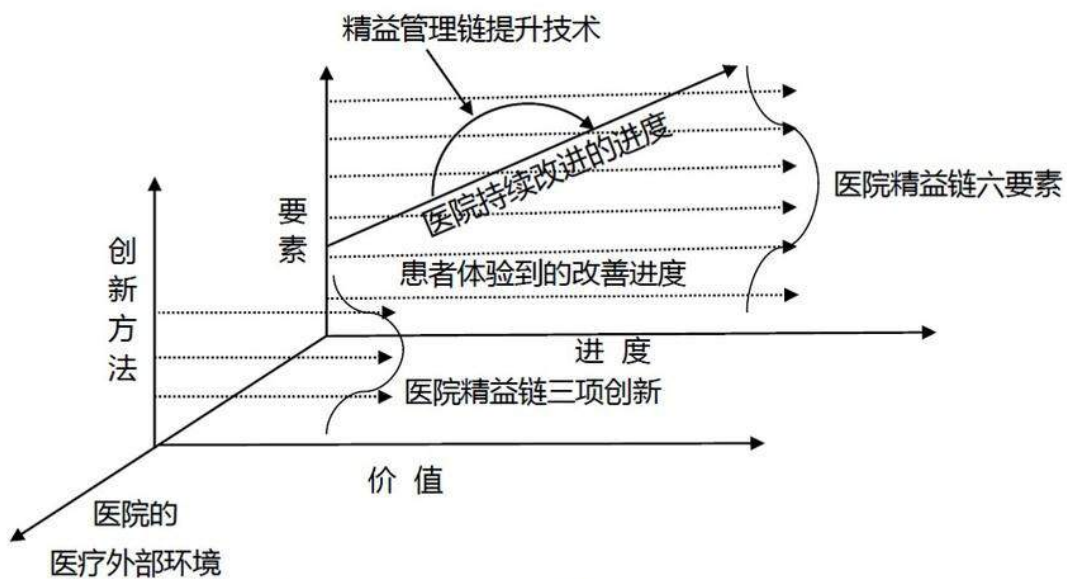 精益管理链提升技术
要素
医院持续改进的进度
医院精益链六要素
创新方法
患者体验到的改善进度
进 度
医院精益链三项创新
价 值
医院的
医疗外部环境